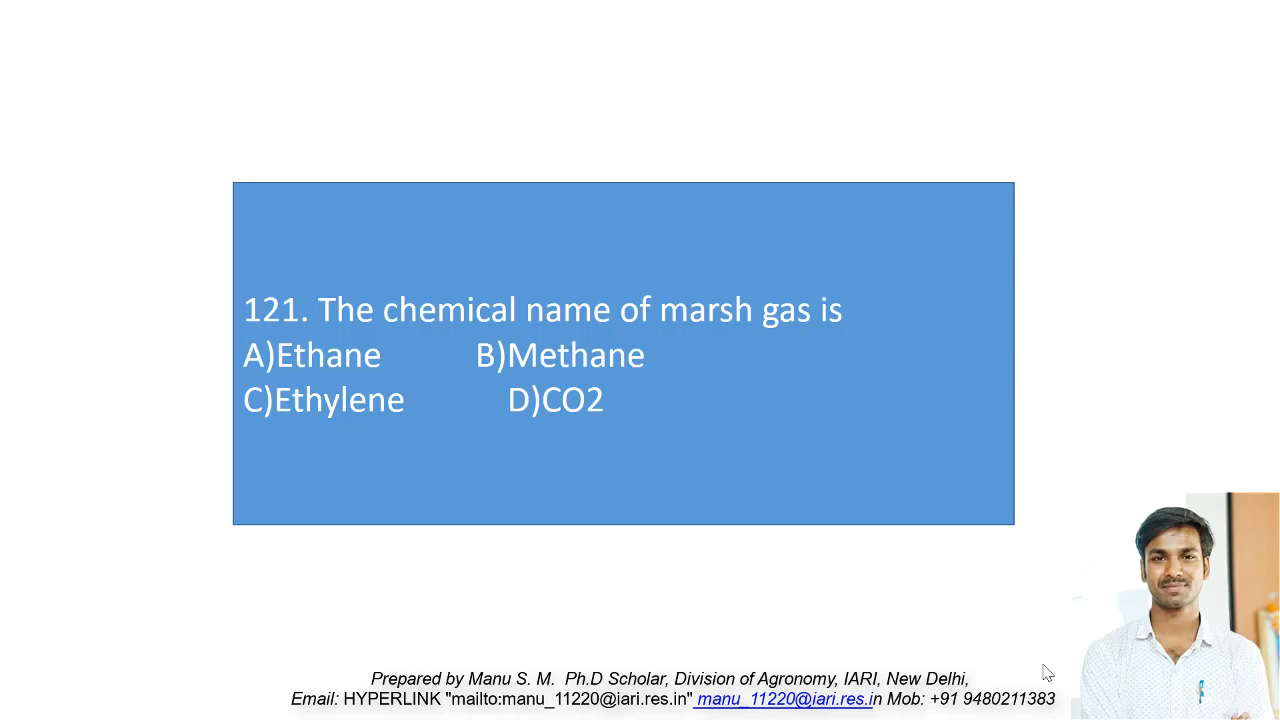 121. The chemical name of marsh gas is
A)Ethane B)Methane
C)Ethylene D)CO2
Prepared by Manu S. M. Ph.D Scholar, Division of Agronomy, IARI, New Delhi,
Email: HYPERLINK "mailto:manu_11220@iari.res.in" manu_11220@iari.res.in Mob: +91 9480211383